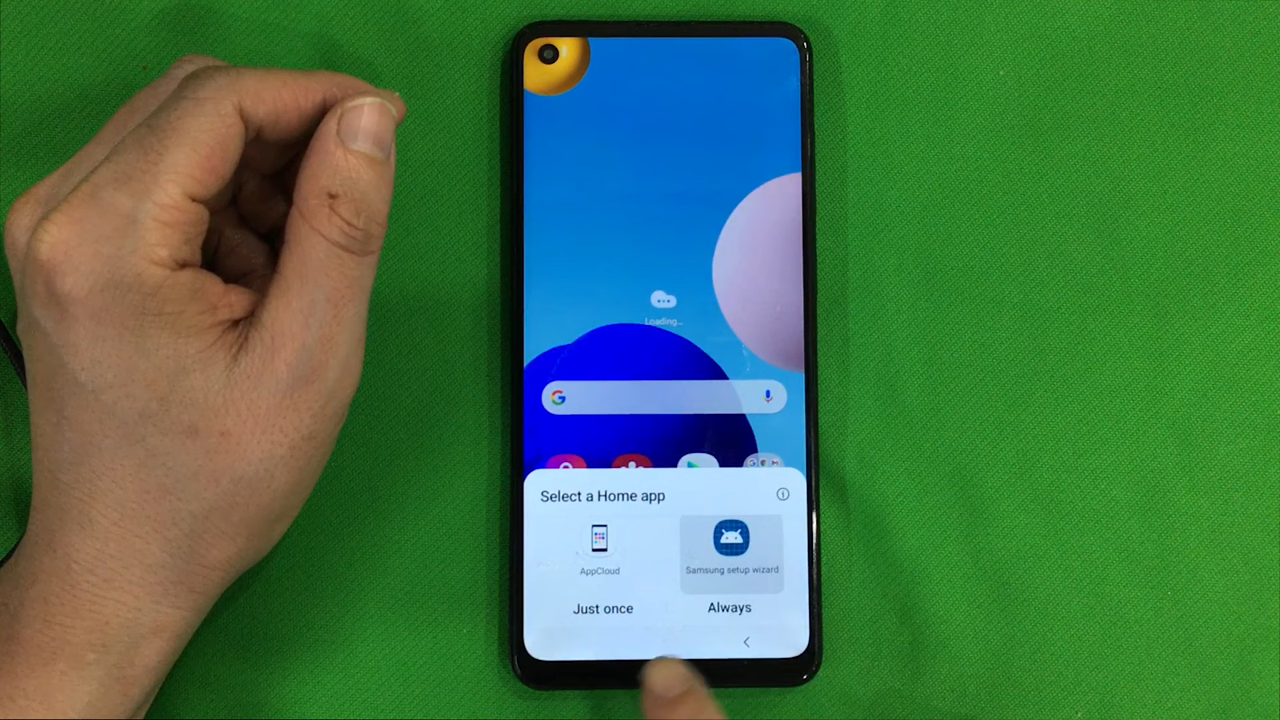 Loading...
Select a Home app
AppCloud
Samsung setup wizard
Just once
Always